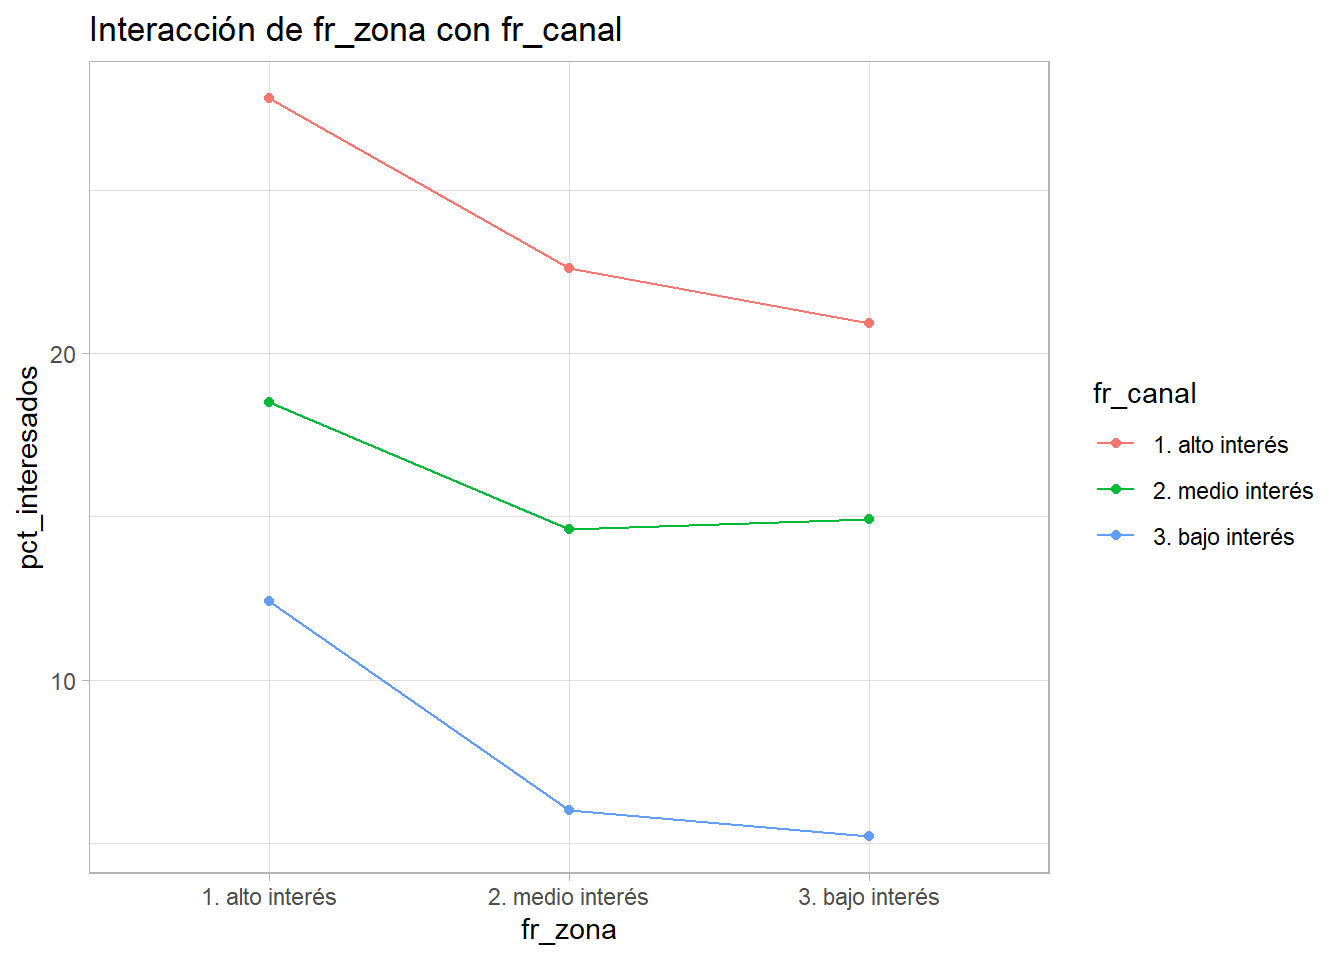 Interacción de fr_zona con fr_canal
20
10
pct_interesados
1. alto interés
2. medio interés
3. bajo interés
fr_zona
fr_canal
1. alto interés
2. medio interés
3. bajo interés